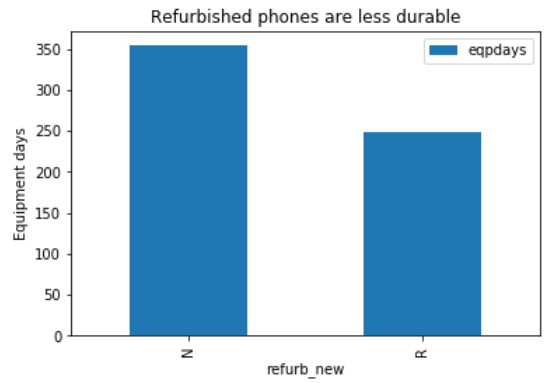 Refurbished phones are less durable
eqpdays
350
300
250
200
150
100
50
0
Equipment days
N
R
refurb_new